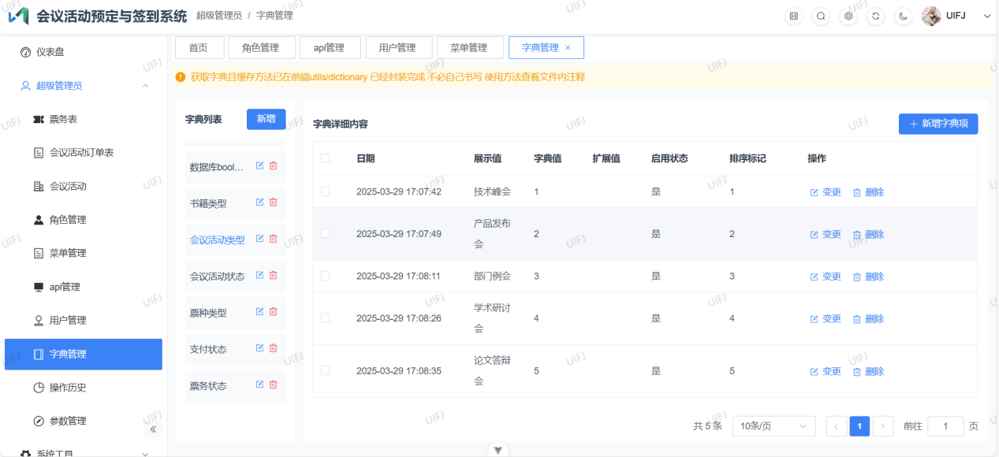 会议活动预定与签到系统 超级管理员 / 字典管理 UIFJ
仪表盘
超级管理员
票务表
会议活动订单表
会议活动
角色管理
菜单管理
api管理
用户管理
字典管理
操作历史
参数管理
系统工具
首页 角色管理 api管理 用户管理 菜单管理 字典管理 ×
获取字典且缓存方法已在前端utils/dictionary 已经封装完成 不必自己书写 使用方法查看文件内注释
字典列表 新增
数据库bool...
书籍类型
会议活动类型
会议活动状态
票种类型
支付状态
票务状态
字典详细内容 + 新增字典项
日期 展示值 字典值 扩展值 启用状态 排序标记 操作
2025-03-29 17:07:42 技术峰会 1 是 1 变更 删除
2025-03-29 17:07:49 产品发布会 2 是 2 变更 删除
2025-03-29 17:08:11 部门例会 3 是 3 变更 删除
2025-03-29 17:08:26 学术研讨会 4 是 4 变更 删除
2025-03-29 17:08:35 论文答辩会 5 是 5 变更 删除
共 5 条 10条/页 1 前往 1 页